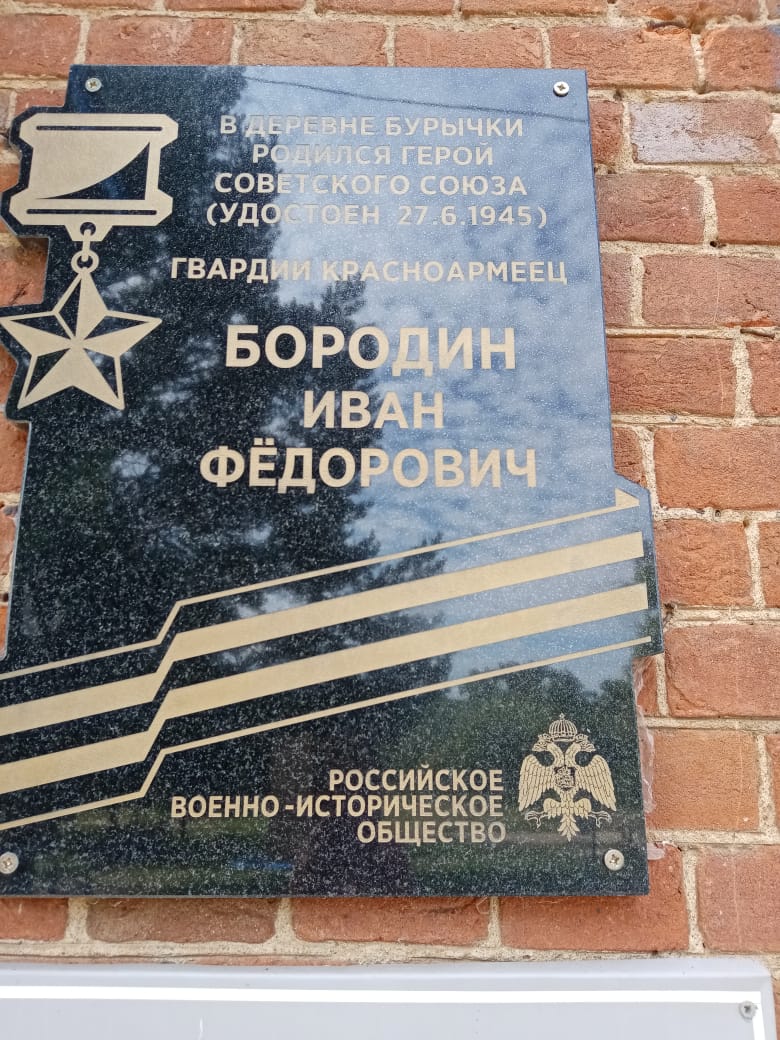 В ДЕРЕВНЕ БУРЫЧКИ
РОДИЛСЯ ГЕРОЙ
СОВЕТСКОГО СОЮЗА
(УДОСТОЕН 27.6.1945)
ГВАРДИИ КРАСНОАРМЕЕЦ
БОРОДИН
ИВАН
ФЁДОРОВИЧ
РОССИЙСКОЕ
ВОЕННО-ИСТОРИЧЕСКОЕ
ОБЩЕСТВО